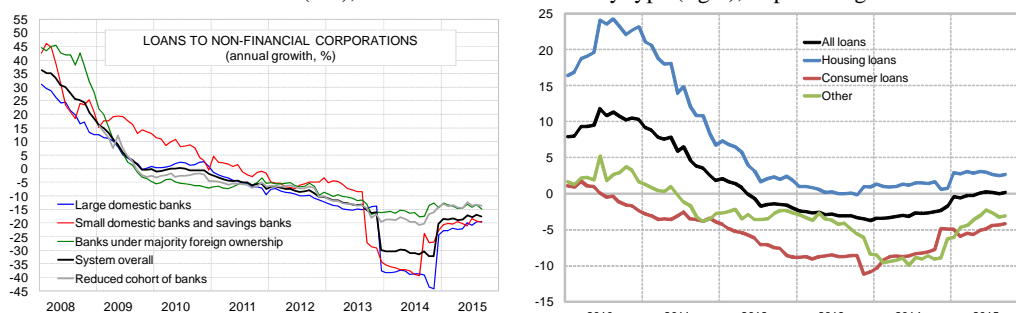 LOANS TO NON-FINANCIAL CORPORATIONS
(annual growth, %)
55
50
45
40
35
30
25
20
15
10
5
0
-5
-10
-15
-20
-25
-30
-35
-40
-45
Large domestic banks
Small domestic banks and savings banks
Banks under majority foreign ownership
System overall
Reduced cohort of banks
2008 2009 2010 2011 2012 2013 2014 2015
25
20
15
10
5
0
-5
-10
-15
All loans
Housing loans
Consumer loans
Other